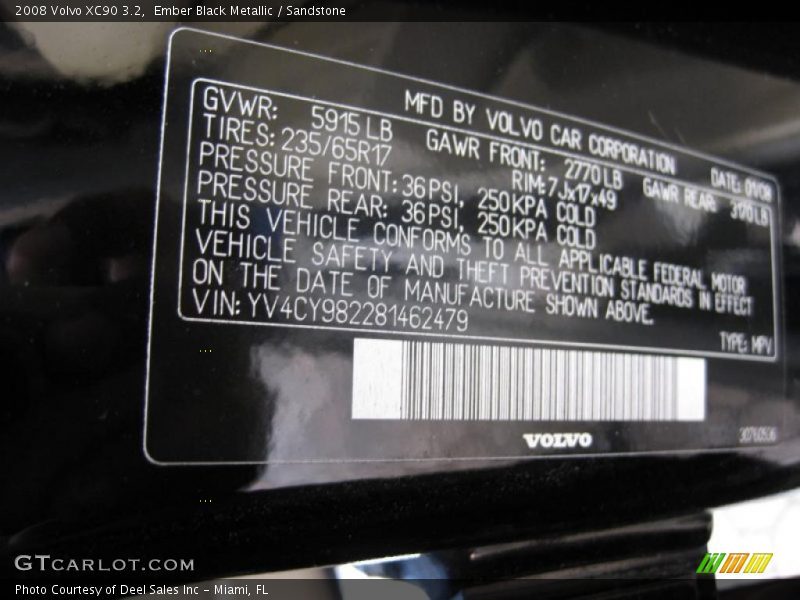 2008 Volvo XC90 3.2, Ember Black Metallic / Sandstone
MFD BY VOLVO CAR CORPORATION DATE: 01/08
GVWR: 5915 LB GAWR FRONT: 2770 LB GAWR REAR: 3170 LB
TIRES: 235/65R17 RIM: 7Jx17x49
PRESSURE FRONT: 36 PSI, 250 KPA COLD
PRESSURE REAR: 36 PSI, 250 KPA COLD
THIS VEHICLE CONFORMS TO ALL APPLICABLE FEDERAL MOTOR
VEHICLE SAFETY AND THEFT PREVENTION STANDARDS IN EFFECT
ON THE DATE OF MANUFACTURE SHOWN ABOVE.
VIN: YV4CY982281462479 TYPE: MPV
VOLVO
GTCARLOT.COM
Photo Courtesy of Deel Sales Inc - Miami, FL